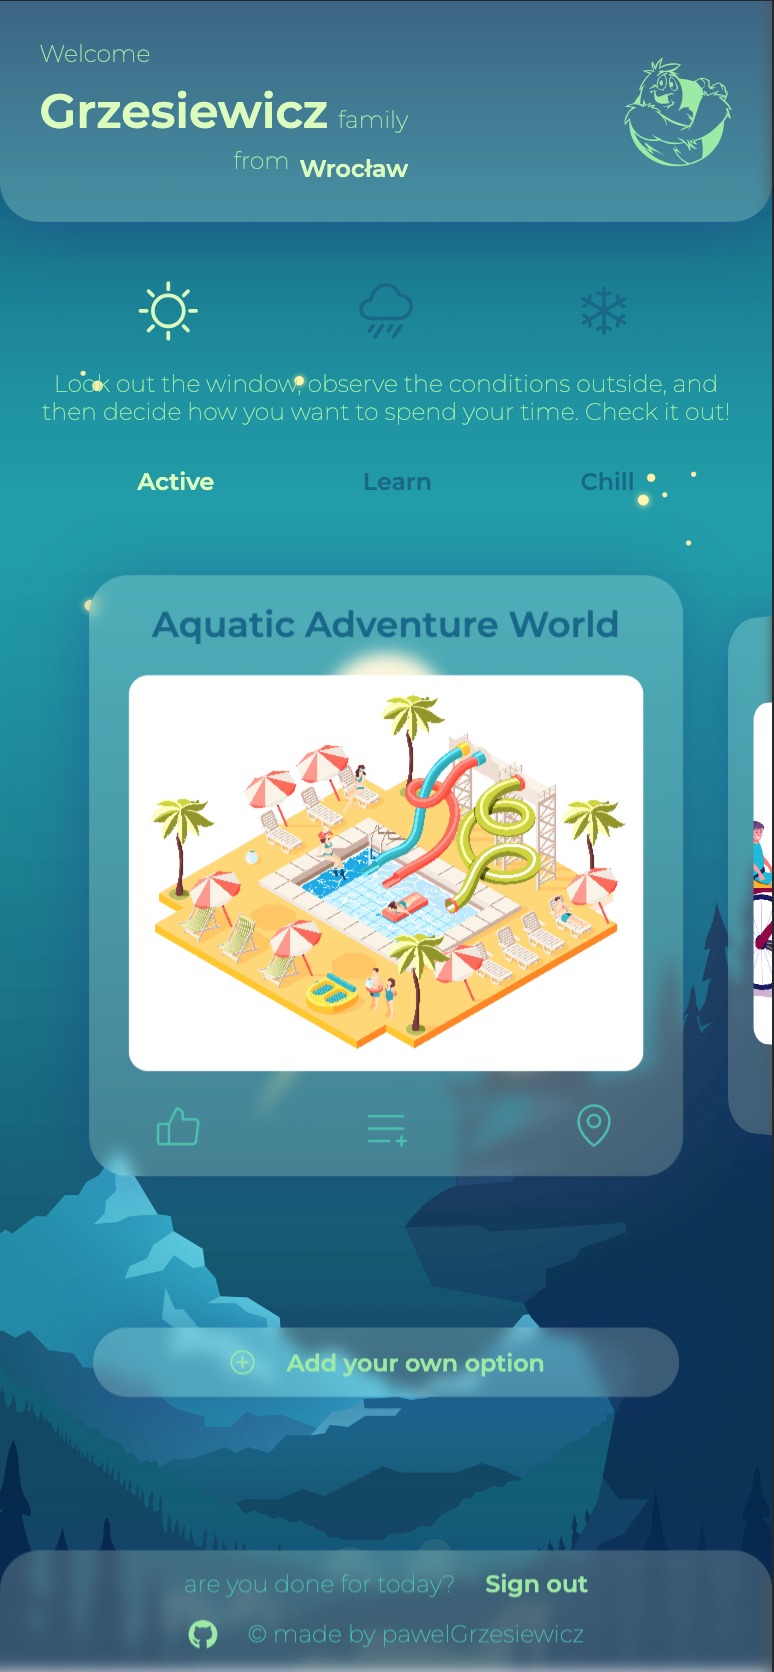 Welcome
Grzesiewicz family
from Wrocław
Look out the window, observe the conditions outside, and
then decide how you want to spend your time. Check it out!
Active Learn Chill
Aquatic Adventure World
Add your own option
are you done for today? Sign out
© made by pawelGrzesiewicz